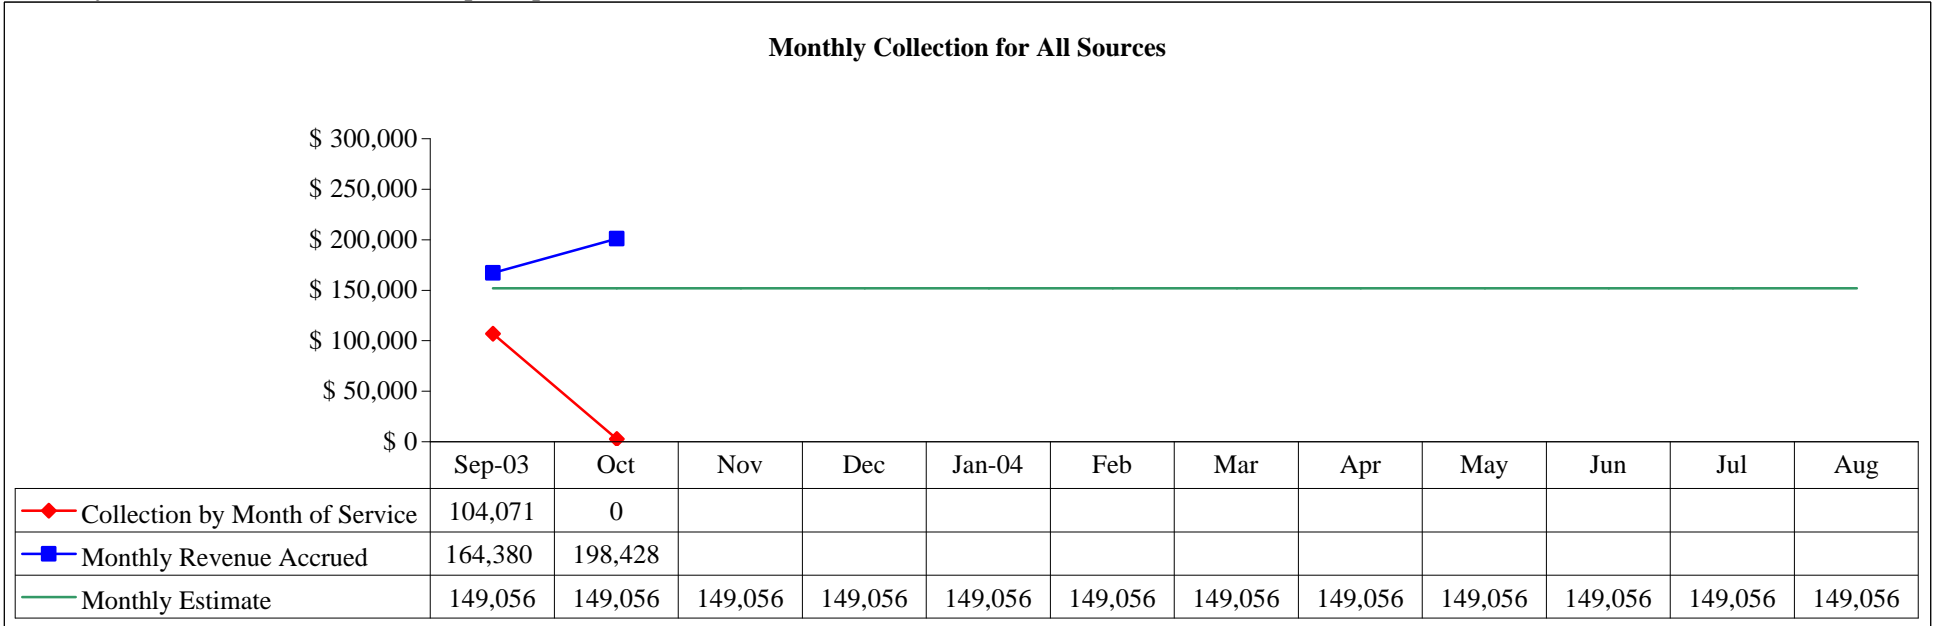 Monthly Collection for All Sources
$ 300,000
$ 250,000
$ 200,000
$ 150,000
$ 100,000
$ 50,000
$ 0
Sep-03 Oct Nov Dec Jan-04 Feb Mar Apr May Jun Jul Aug
Collection by Month of Service 104,071 0
Monthly Revenue Accrued 164,380 198,428
Monthly Estimate 149,056 149,056 149,056 149,056 149,056 149,056 149,056 149,056 149,056 149,056 149,056 149,056